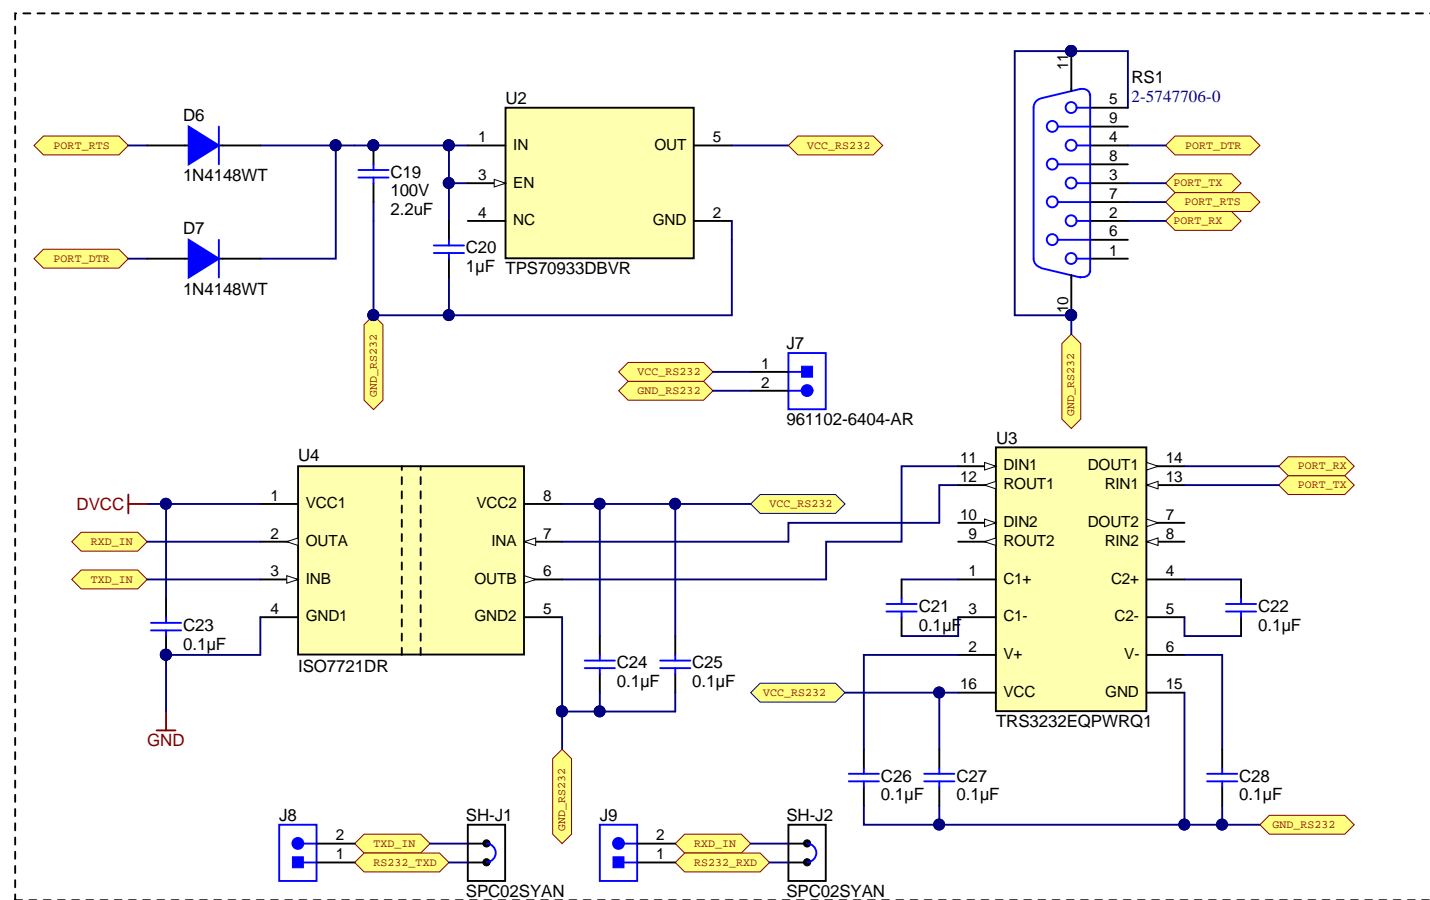 D6
PORT_RTS
1N4148WT
D7
PORT_DTR
1N4148WT
C19
100V
2.2uF
C20
1µF
GND_RS232
U2
1 IN OUT 5
3 EN
4 NC GND 2
TPS70933DBVR
VCC_RS232
11
RS1
2-5747706-0
5
9
4 PORT_DTR
8
3 PORT_TX
7 PORT_RTS
2 PORT_RX
6
1
10
GND_RS232
J7
VCC_RS232 1
GND_RS232 2
961102-6404-AR
U4
DVCC 1 VCC1 VCC2 8 VCC_RS232
RXD_IN 2 OUTA INA 7
TXD_IN 3 INB OUTB 6
4 GND1 GND2 5
ISO7721DR
C23
0.1µF
GND
C24
0.1µF
C25
0.1µF
GND_RS232
U3
11 DIN1 DOUT1 14 PORT_RX
12 ROUT1 RIN1 13 PORT_TX
10 DIN2 DOUT2 7
9 ROUT2 RIN2 8
1 C1+ C2+ 4
3 C1- C2- 5
2 V+ V- 6
VCC_RS232 16 VCC GND 15
TRS3232EQPWRQ1
C21
0.1µF
C22
0.1µF
C26
0.1µF
C27
0.1µF
C28
0.1µF
GND_RS232
J8
2 TXD_IN
1 RS232_TXD
SH-J1
SPC02SYAN
J9
2 RXD_IN
1 RS232_RXD
SH-J2
SPC02SYAN